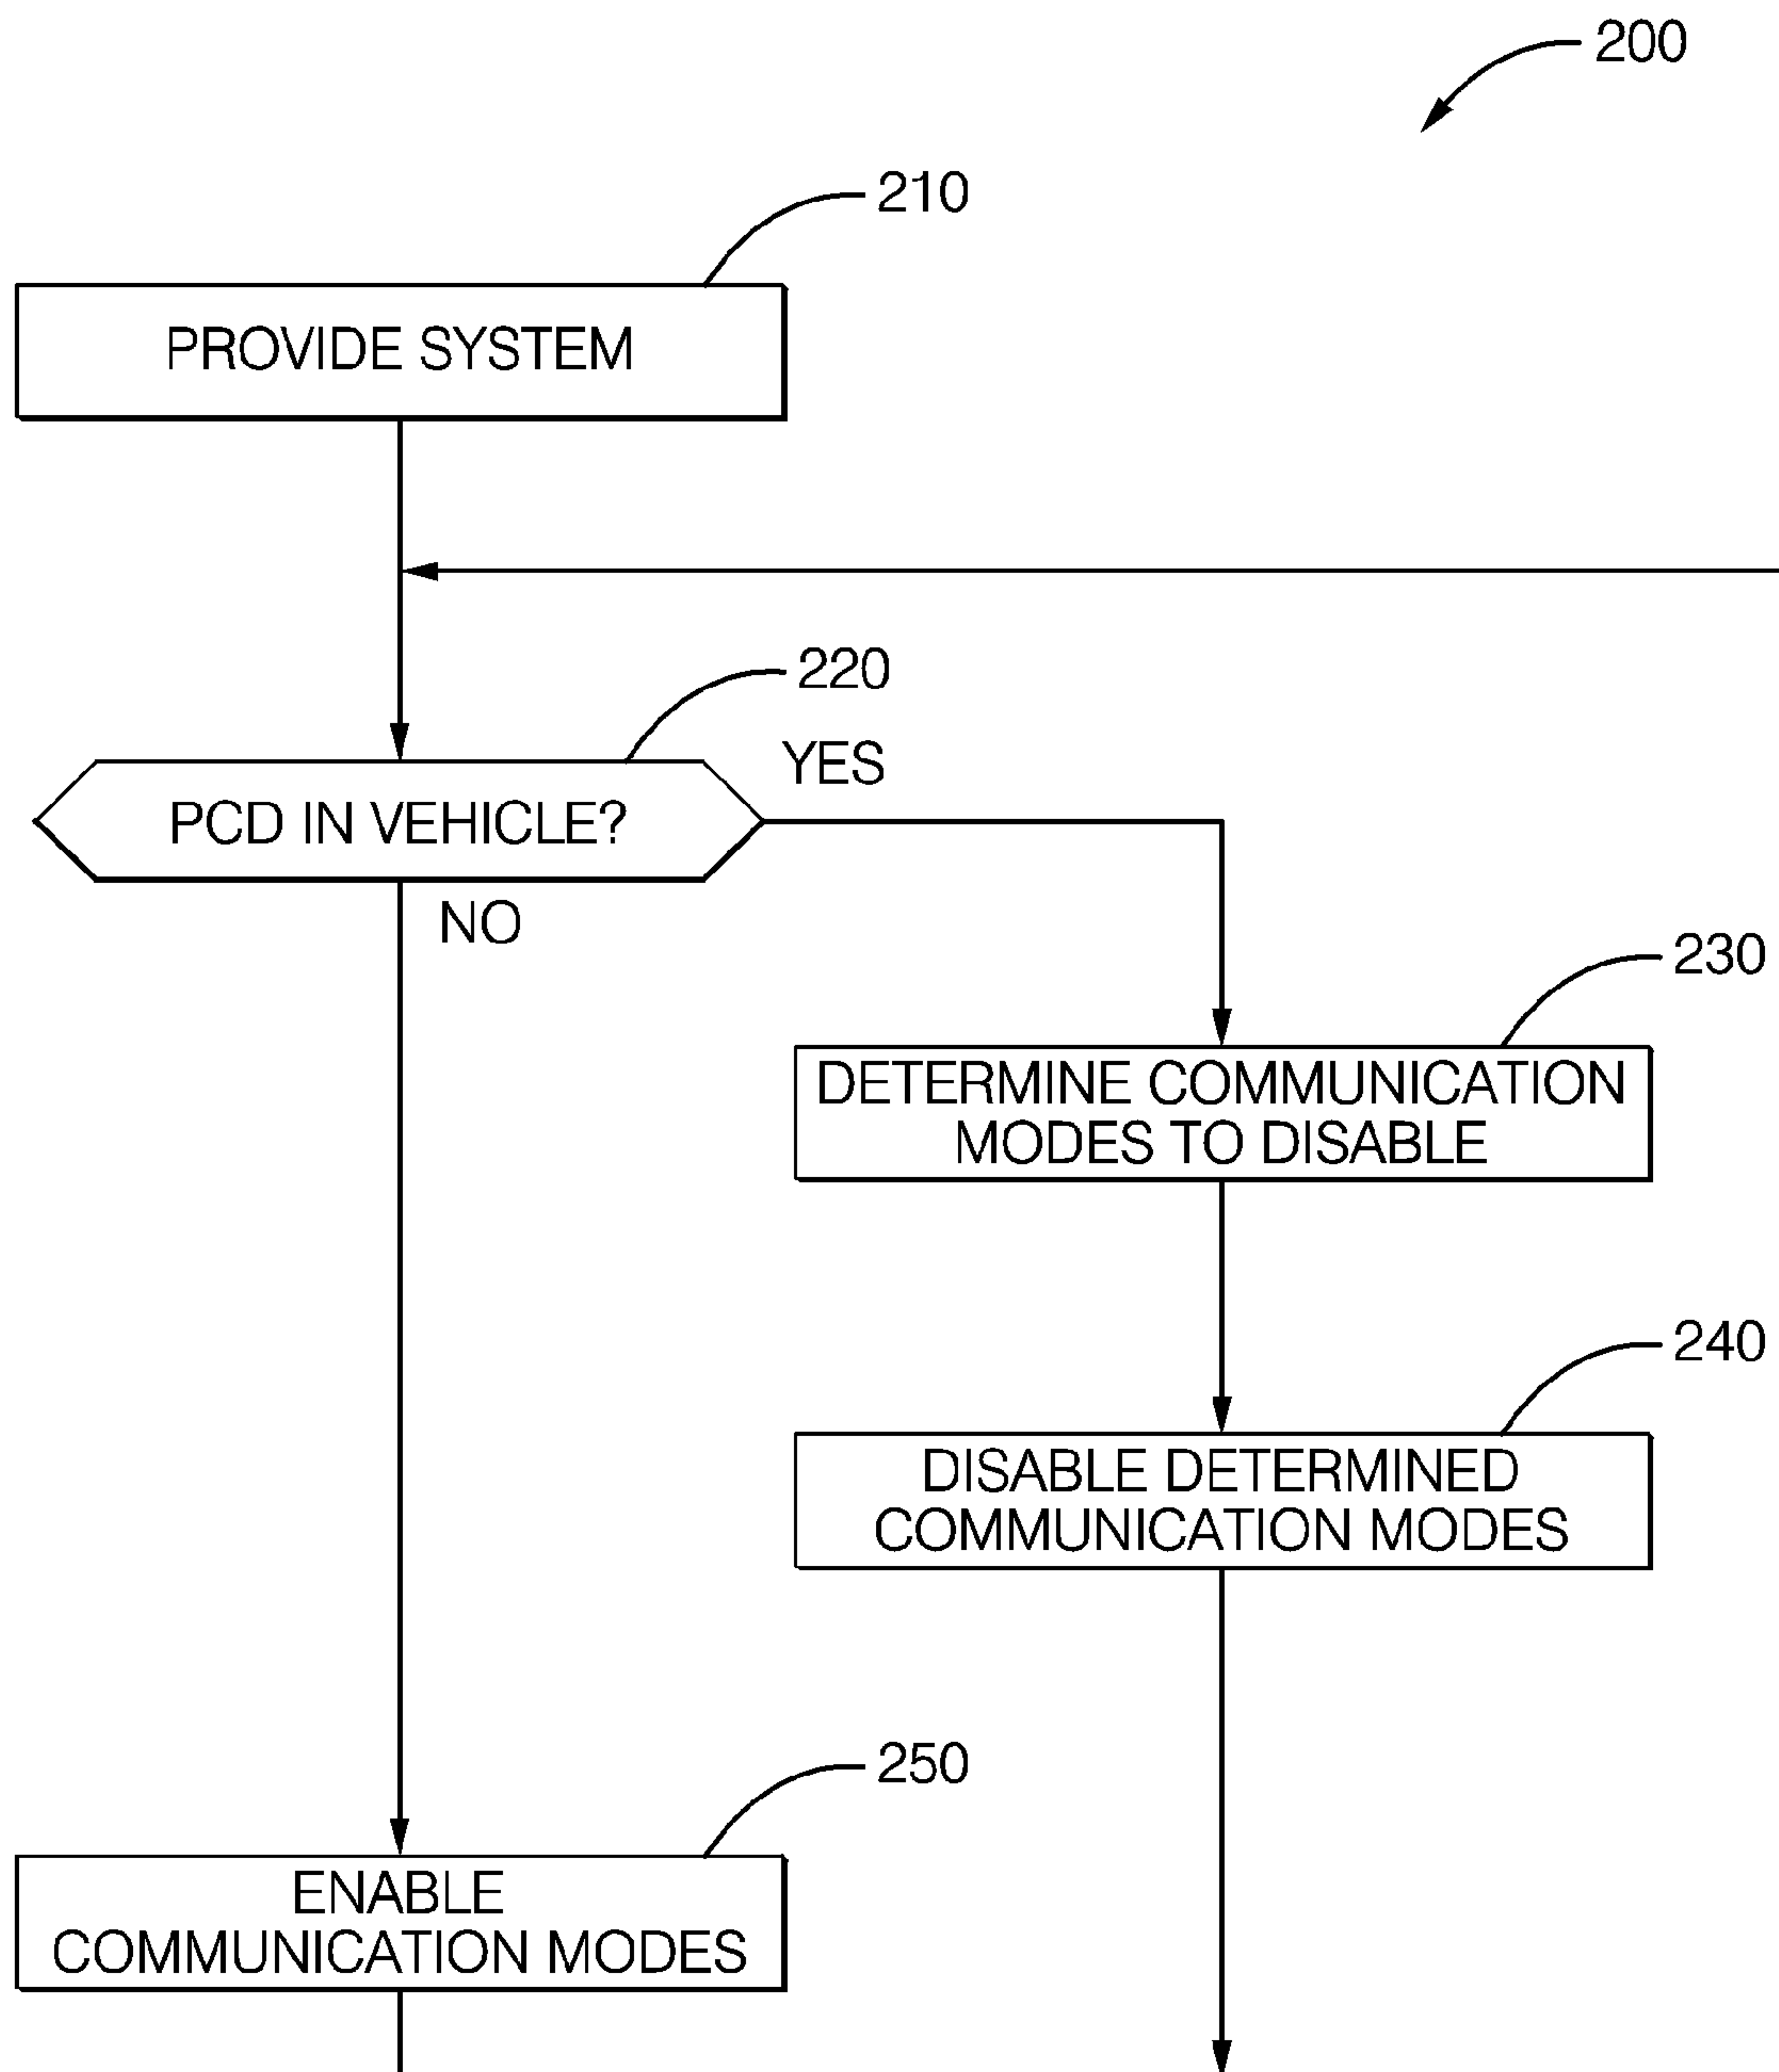 200
210
PROVIDE SYSTEM
220
YES
PCD IN VEHICLE?
NO
230
DETERMINE COMMUNICATION
MODES TO DISABLE
240
DISABLE DETERMINED
COMMUNICATION MODES
250
ENABLE
COMMUNICATION MODES